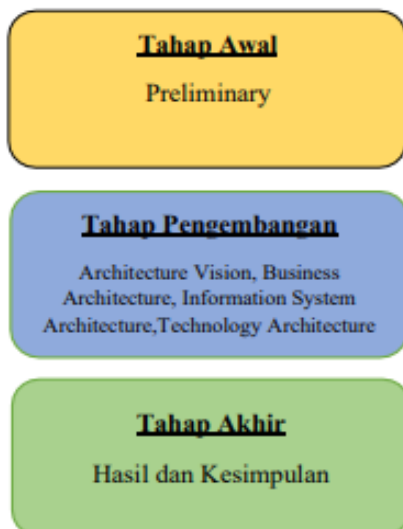 Tahap Awal
Preliminary
Tahap Pengembangan
Architecture Vision, Business
Architecture, Information System
Architecture,Technology Architecture
Tahap Akhir
Hasil dan Kesimpulan